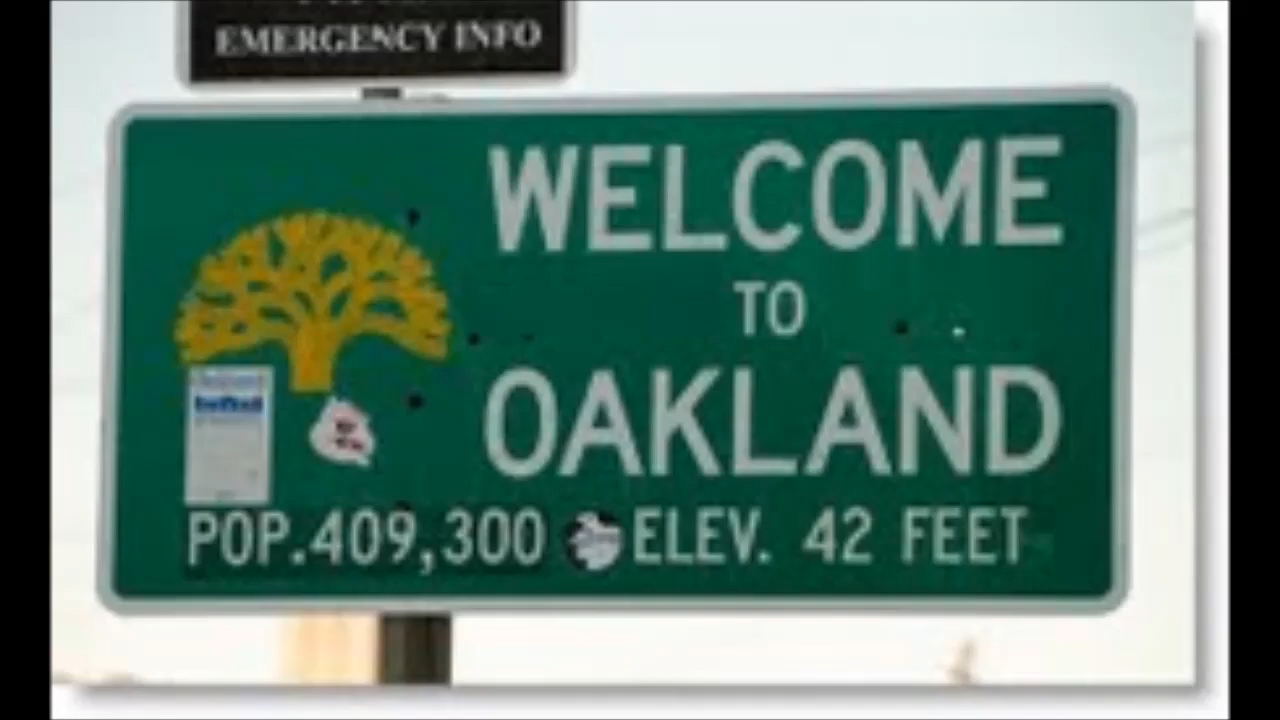 EMERGENCY INFO
WELCOME
TO
OAKLAND
POP.409,300 ELEV. 42 FEET